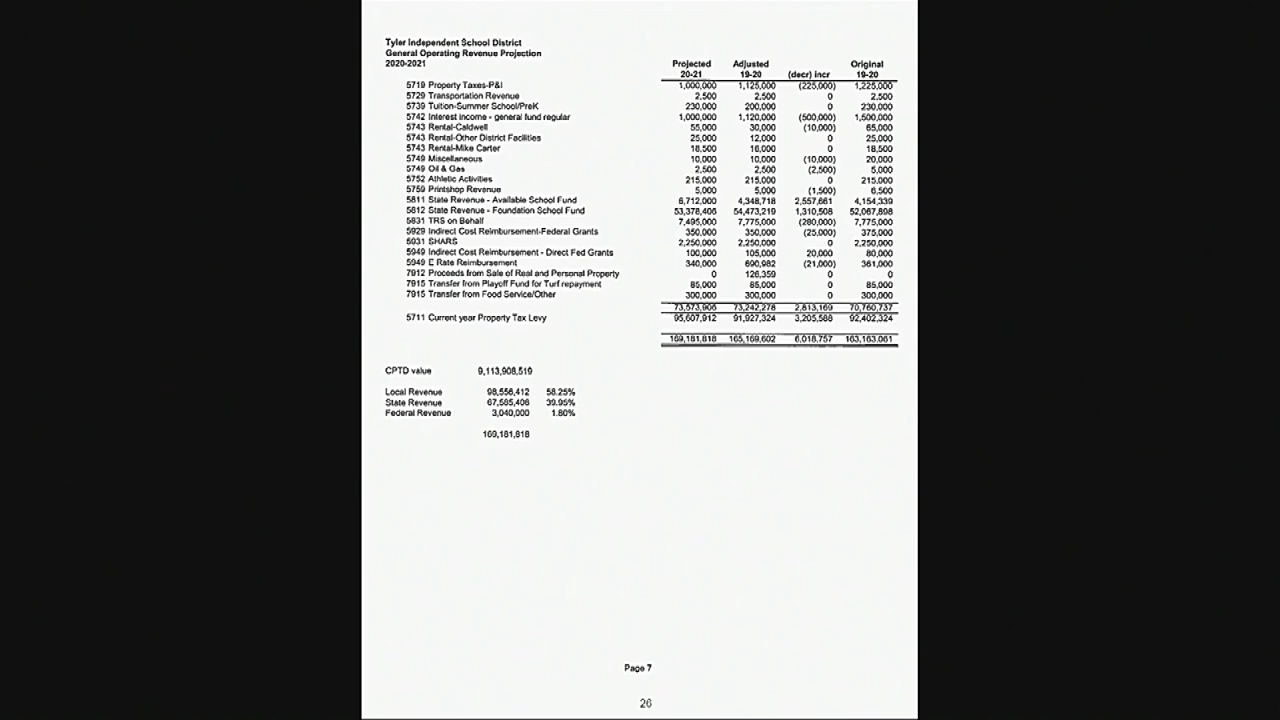 Tyler Independent School District
General Operating Revenue Projection
2020-2021
Projected Adjusted Original
20-21 19-20 (decr) incr 19-20
5719 Property Taxes-P&I 1,000,000 1,125,000 (225,000) 1,225,000
5729 Transportation Revenue 2,500 2,500 0 2,500
5739 Tuition-Summer School/PreK 230,000 200,000 0 230,000
5742 Interest income - general fund regular 1,000,000 1,120,000 (500,000) 1,500,000
5743 Rental-Caldwell 55,000 30,000 (10,000) 65,000
5743 Rental-Other District Facilities 25,000 12,000 0 25,000
5743 Rental-Mike Carter 18,500 16,000 0 18,500
5749 Miscellaneous 10,000 10,000 (10,000) 20,000
5749 Oil & Gas 2,500 2,500 (2,500) 5,000
5752 Athletic Activities 215,000 215,000 0 215,000
5759 Printshop Revenue 5,000 5,000 (1,500) 6,500
5811 State Revenue - Available School Fund 6,712,000 4,348,718 2,557,661 4,154,339
5812 State Revenue - Foundation School Fund 53,378,406 54,473,219 1,310,508 52,067,898
5831 TRS on Behalf 7,495,000 7,775,000 (280,000) 7,775,000
5929 Indirect Cost Reimbursement-Federal Grants 350,000 350,000 (25,000) 375,000
5931 SHARS 2,250,000 2,250,000 0 2,250,000
5949 Indirect Cost Reimbursement - Direct Fed Grants 100,000 105,000 20,000 80,000
5949 E Rate Reimbursement 340,000 690,982 (21,000) 361,000
7912 Proceeds from Sale of Real and Personal Property 0 126,359 0 0
7915 Transfer from Playoff Fund for Turf repayment 85,000 85,000 0 85,000
7915 Transfer from Food Service/Other 300,000 300,000 0 300,000
73,573,906 73,242,278 2,813,169 70,760,737
5711 Current year Property Tax Levy 95,607,912 91,927,324 3,205,588 92,402,324
169,181,818 165,169,602 6,018,757 163,163,061
CPTD value 9,113,908,519
Local Revenue 98,556,412 58.25%
State Revenue 67,585,406 39.95%
Federal Revenue 3,040,000 1.80%
169,181,818
Page 7
26